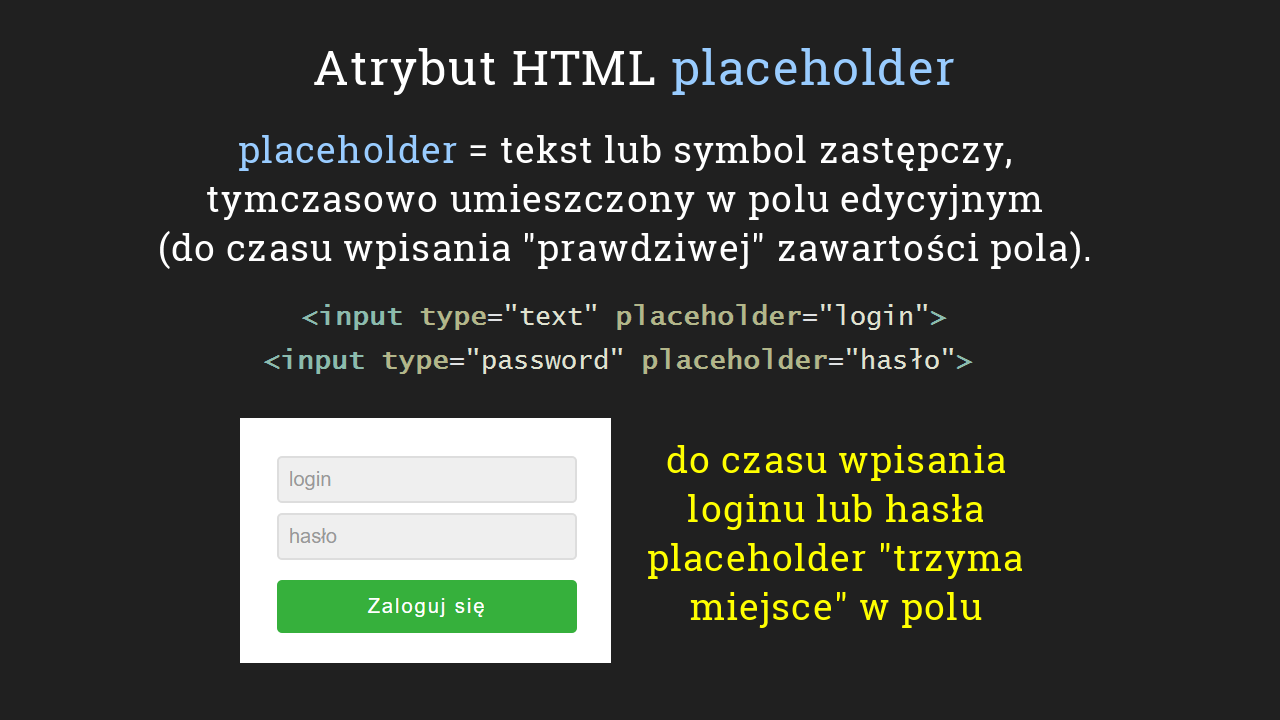 Atrybut HTML placeholder
placeholder = tekst lub symbol zastępczy,
tymczasowo umieszczony w polu edycyjnym
(do czasu wpisania "prawdziwej" zawartości pola).
<input type="text" placeholder="login">
<input type="password" placeholder="hasło">
login
hasło
Zaloguj się
do czasu wpisania
loginu lub hasła
placeholder "trzyma
miejsce" w polu